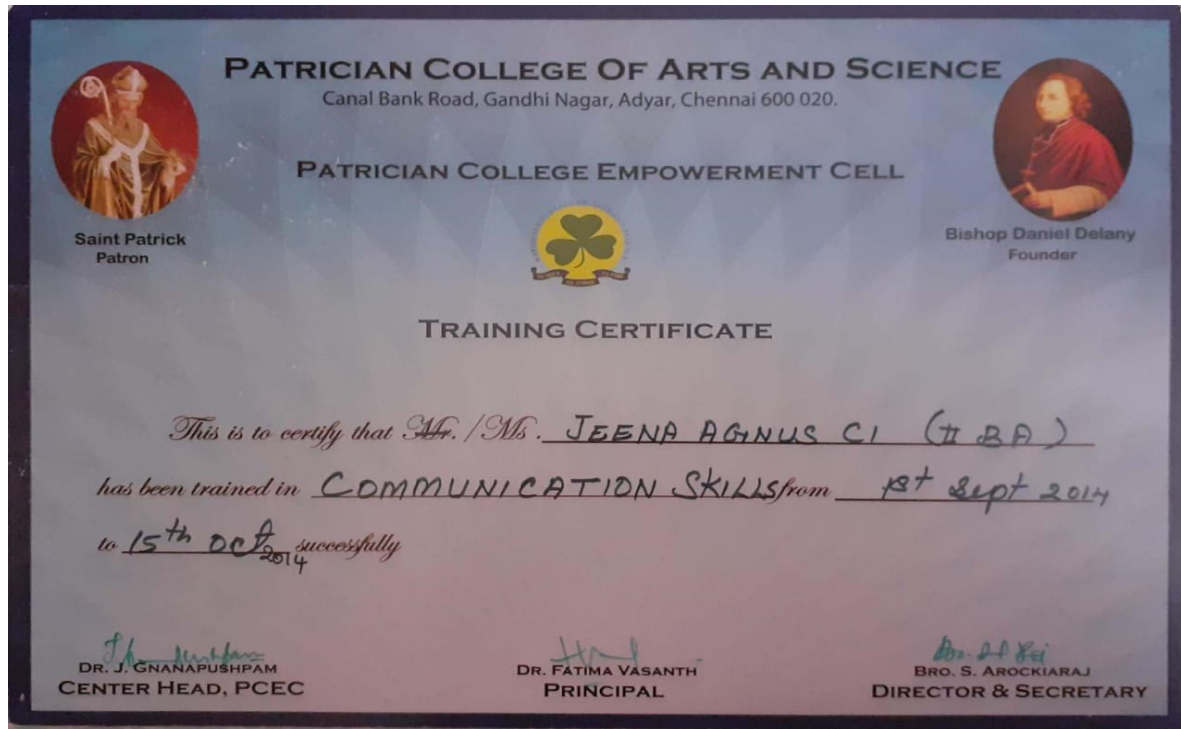 PATRICIAN COLLEGE OF ARTS AND SCIENCE
Canal Bank Road, Gandhi Nagar, Adyar, Chennai 600 020.
PATRICIAN COLLEGE EMPOWERMENT CELL
Saint Patrick
Patron
Bishop Daniel Delany
Founder
TRAINING CERTIFICATE
This is to certify that Mr. / Ms. JEENA AGNUS CI (II BA)
has been trained in COMMUNICATION SKILLS from 1st Sept 2014
to 15th Oct 2014 successfully
DR. J. GNANAPUSHPAM
CENTER HEAD, PCEC
DR. FATIMA VASANTH
PRINCIPAL
BRO. S. AROCKIARAJ
DIRECTOR & SECRETARY